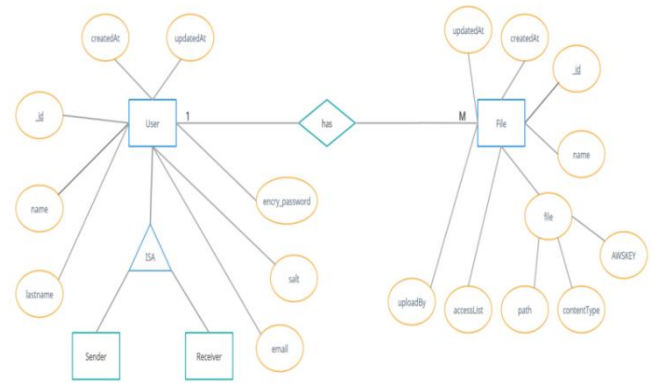 createdAt
updatedAt
updatedAt
createdAt
_id
_id
User
1
has
M
File
name
name
encry_password
file
ISA
AWSKEY
salt
lastname
uploadBy
accessList
path
contentType
Sender
Receiver
email